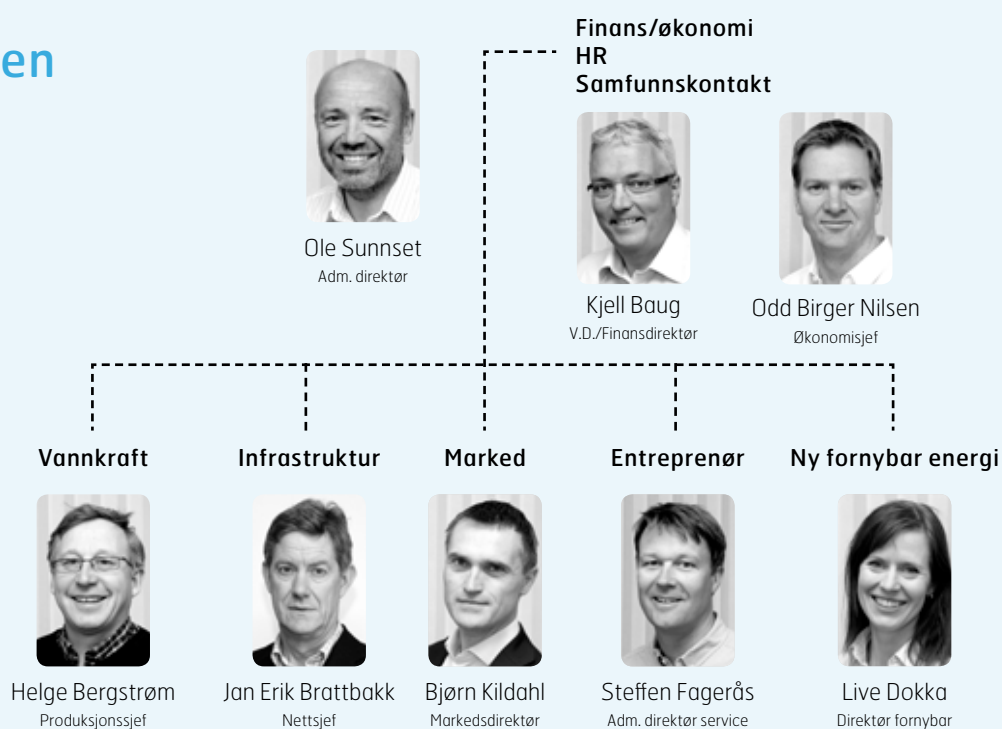 en
Finans/økonomi
HR
Samfunnskontakt
Ole Sunnset
Adm. direktør
Kjell Baug
V.D./Finansdirektør
Odd Birger Nilsen
Økonomisjef
Vannkraft
Infrastruktur
Marked
Entreprenør
Ny fornybar energi
Helge Bergstrøm
Produksjonssjef
Jan Erik Brattbakk
Nettsjef
Bjørn Kildahl
Markedsdirektør
Steffen Fagerås
Adm. direktør service
Live Dokka
Direktør fornybar